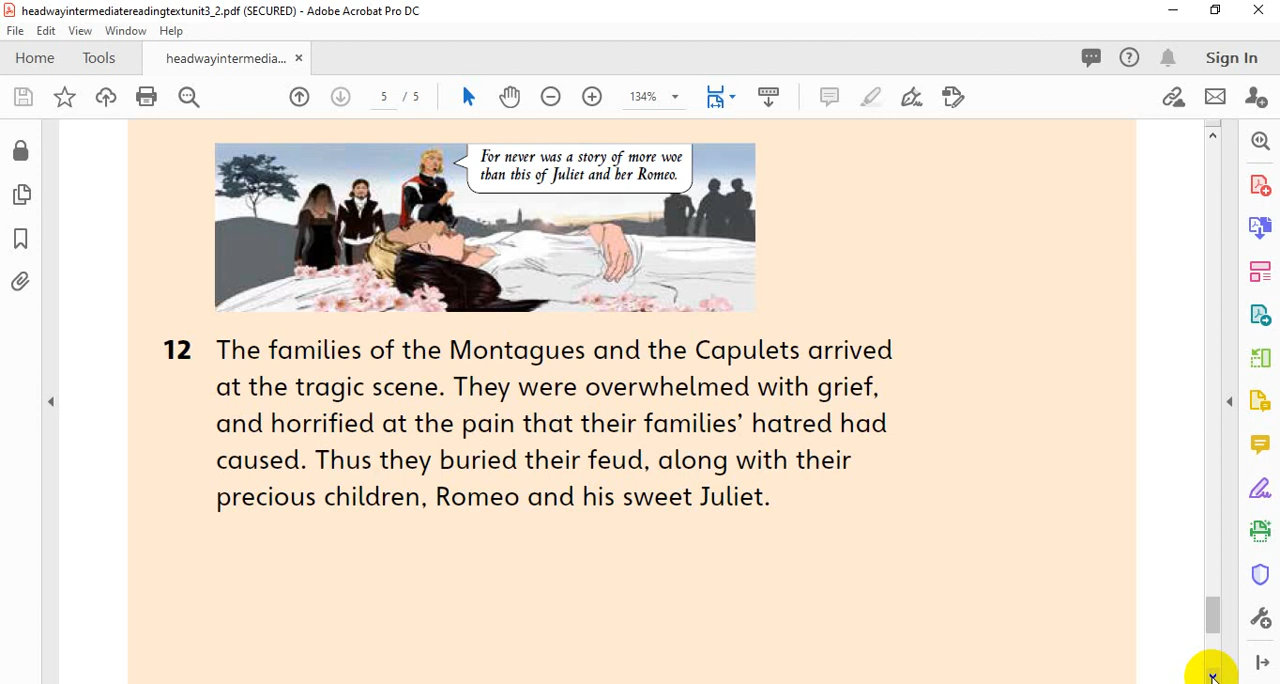 headwayintermediatereadingtextunit3_2.pdf (SECURED) - Adobe Acrobat Pro DC
File Edit View Window Help
Home Tools headwayintermedia... × Sign In
5 / 5 134%
For never was a story of more woe
than this of Juliet and her Romeo.
12 The families of the Montagues and the Capulets arrived
at the tragic scene. They were overwhelmed with grief,
and horrified at the pain that their families’ hatred had
caused. Thus they buried their feud, along with their
precious children, Romeo and his sweet Juliet.